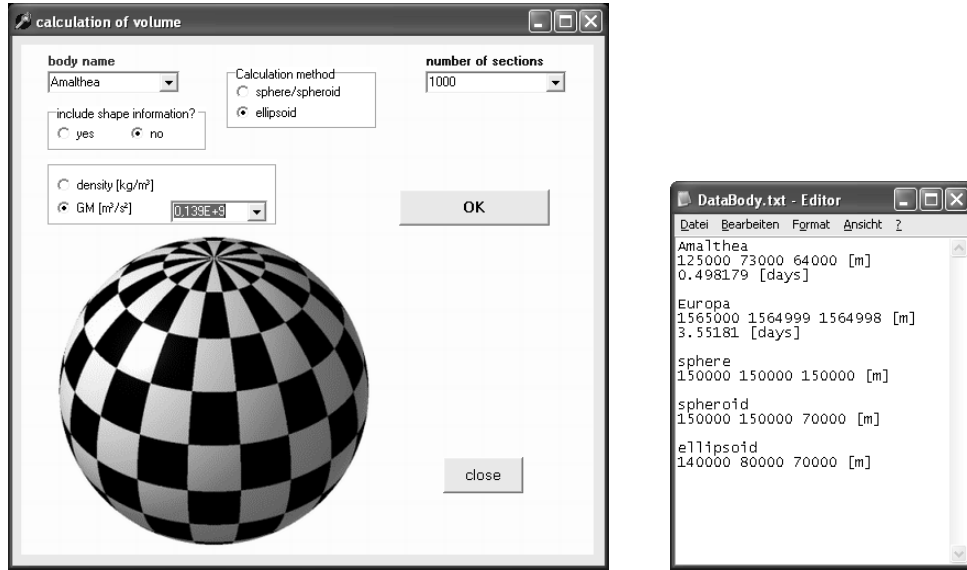 calculation of volume
body name
Amalthea
Calculation method
sphere/spheroid
ellipsoid
number of sections
1000
include shape information?
yes no
density [kg/m³]
GM [m³/s²] 0,139E+9
OK
close
DataBody.txt - Editor
Datei Bearbeiten Format Ansicht ?
Amalthea
125000 73000 64000 [m]
0.498179 [days]
Europa
1565000 1564999 1564998 [m]
3.55181 [days]
sphere
150000 150000 150000 [m]
spheroid
150000 150000 70000 [m]
ellipsoid
140000 80000 70000 [m]